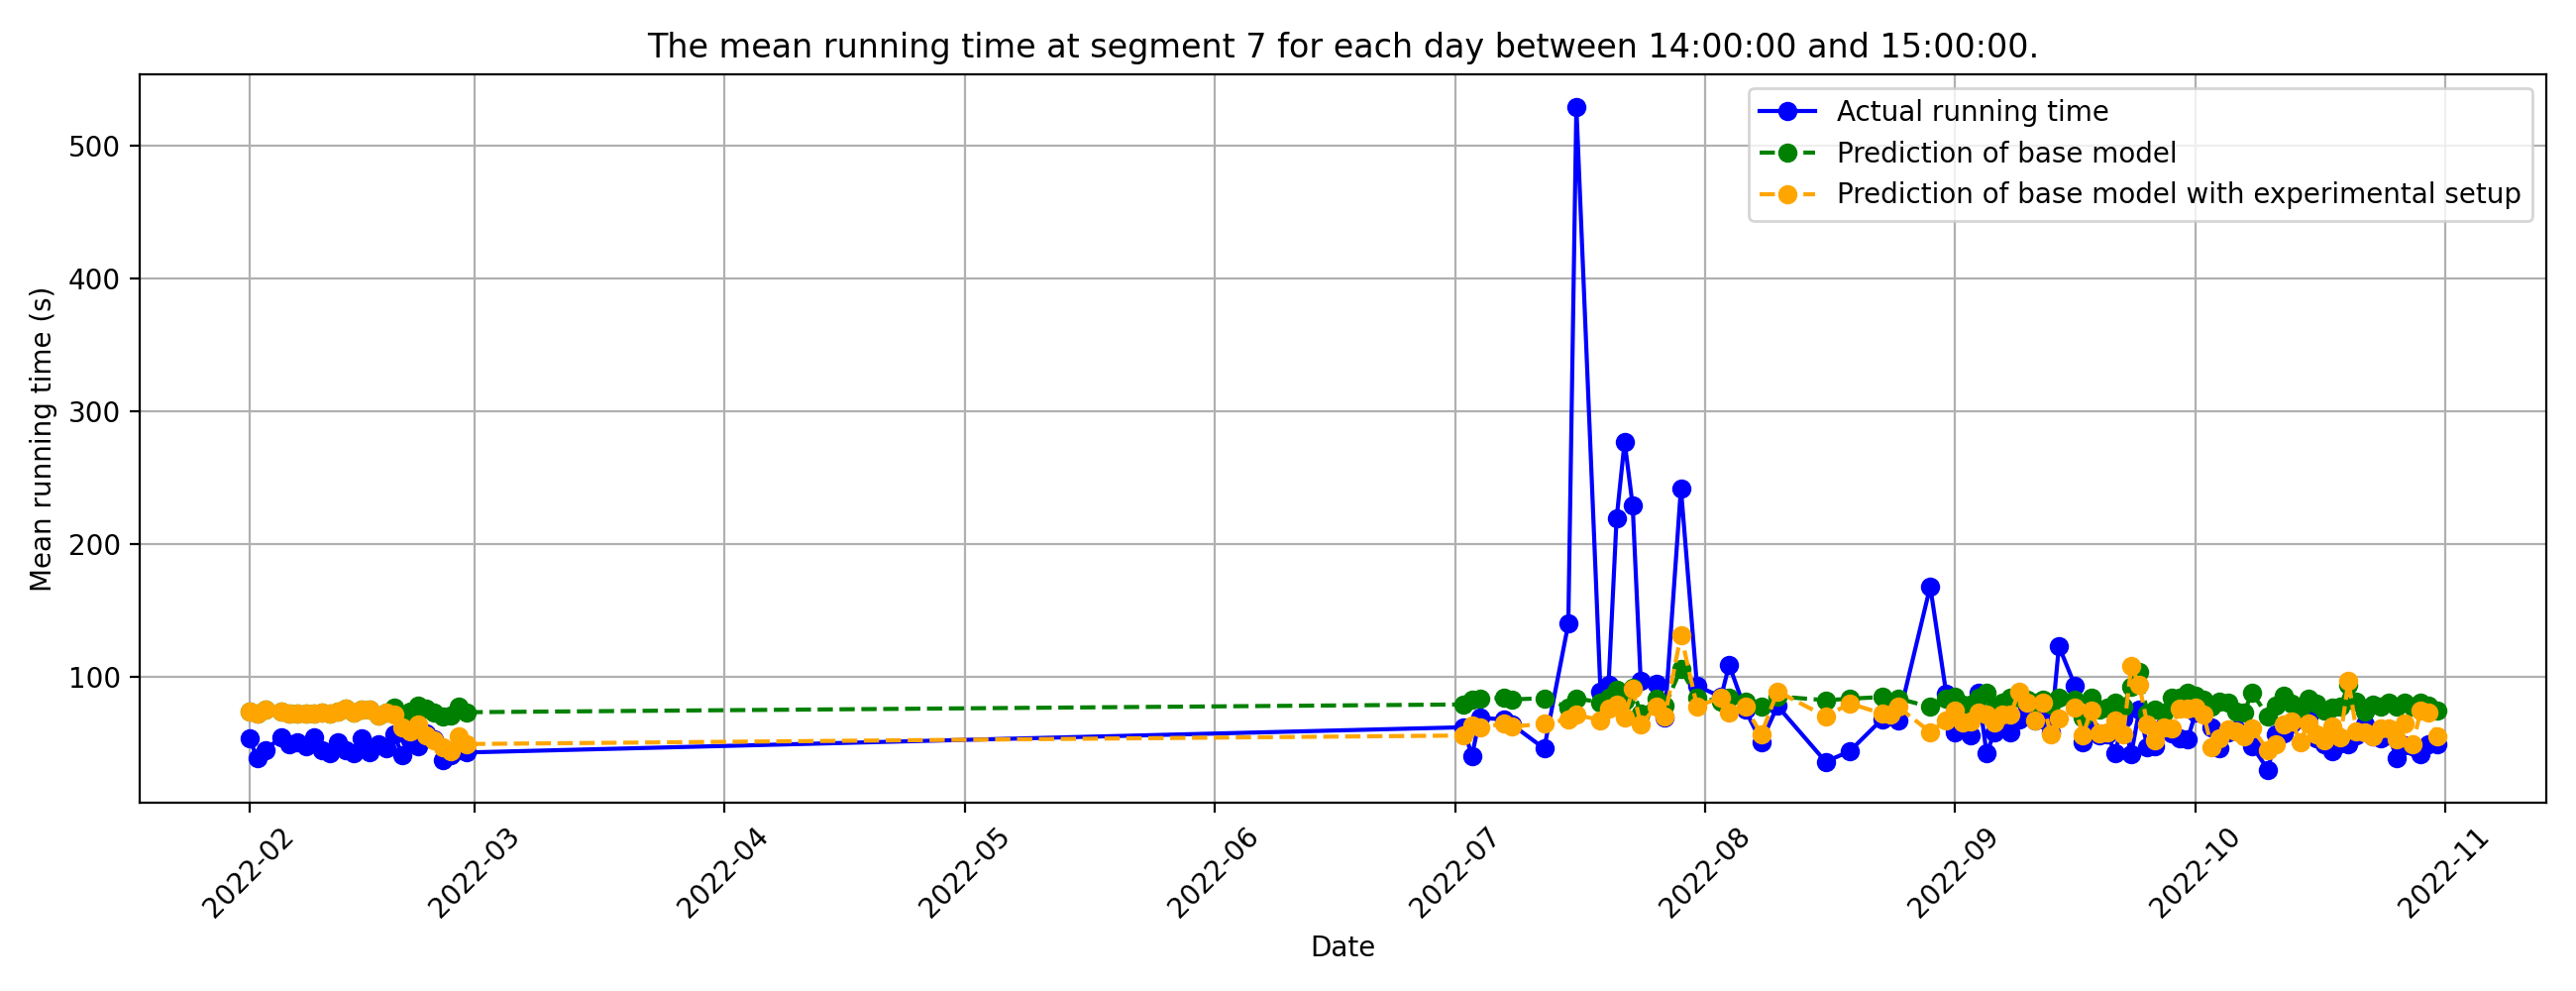 The mean running time at segment 7 for each day between 14:00:00 and 15:00:00.
Actual running time
Prediction of base model
Prediction of base model with experimental setup
Mean running time (s)
500
400
300
200
100
2022-02
2022-03
2022-04
2022-05
2022-06
2022-07
2022-08
2022-09
2022-10
2022-11
Date